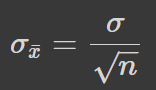 σ_x̄ = σ / √n